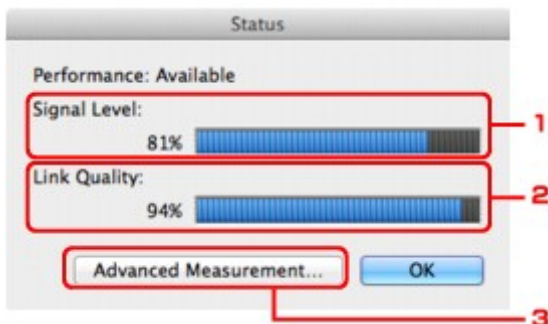 Status
Performance: Available
Signal Level:
81%
1
Link Quality:
94%
2
Advanced Measurement... OK
3